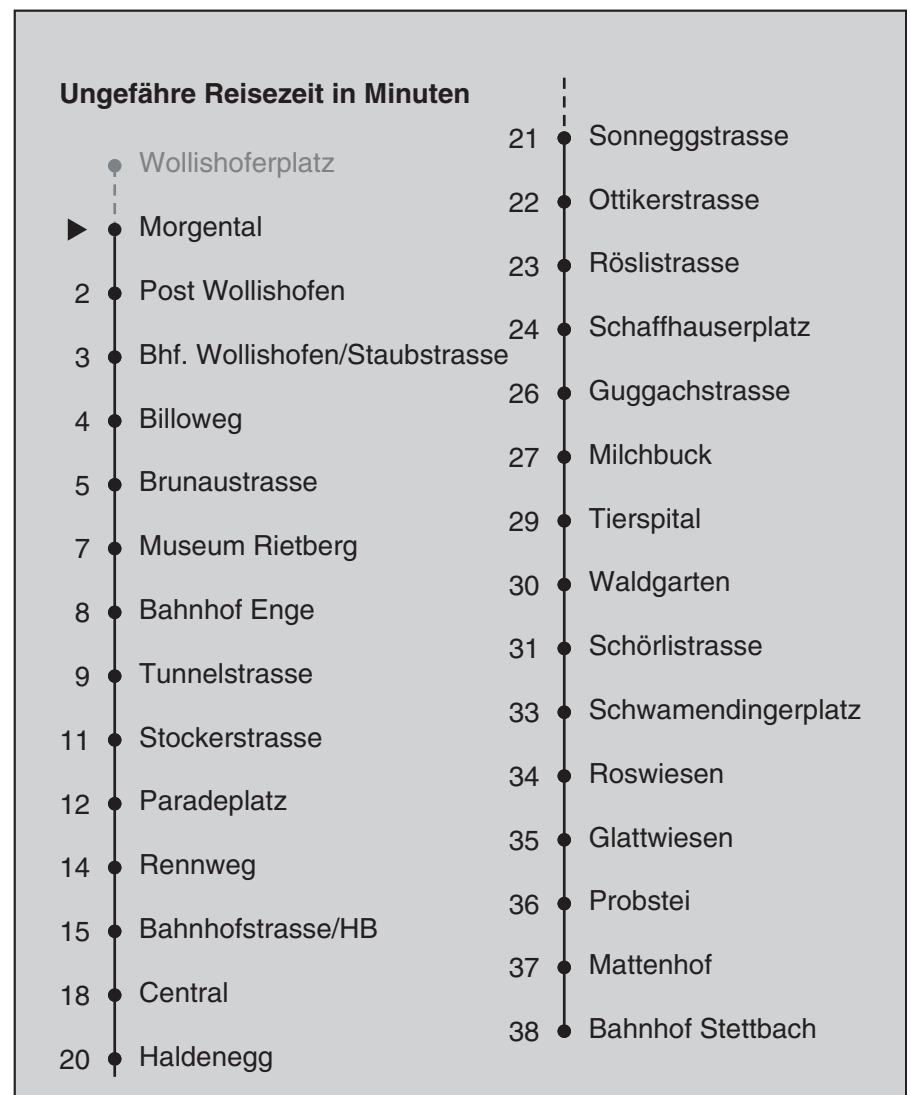 Ungefähre Reisezeit in Minuten
Wollishoferplatz
Morgental
2 Post Wollishofen
3 Bhf. Wollishofen/Staubstrasse
4 Billoweg
5 Brunaustrasse
7 Museum Rietberg
8 Bahnhof Enge
9 Tunnelstrasse
11 Stockerstrasse
12 Paradeplatz
14 Rennweg
15 Bahnhofstrasse/HB
18 Central
20 Haldenegg
21 Sonneggstrasse
22 Ottikerstrasse
23 Röslistrasse
24 Schaffhauserplatz
26 Guggachstrasse
27 Milchbuck
29 Tierspital
30 Waldgarten
31 Schörlistrasse
33 Schwamendingerplatz
34 Roswiesen
35 Glattwiesen
36 Probstei
37 Mattenhof
38 Bahnhof Stettbach